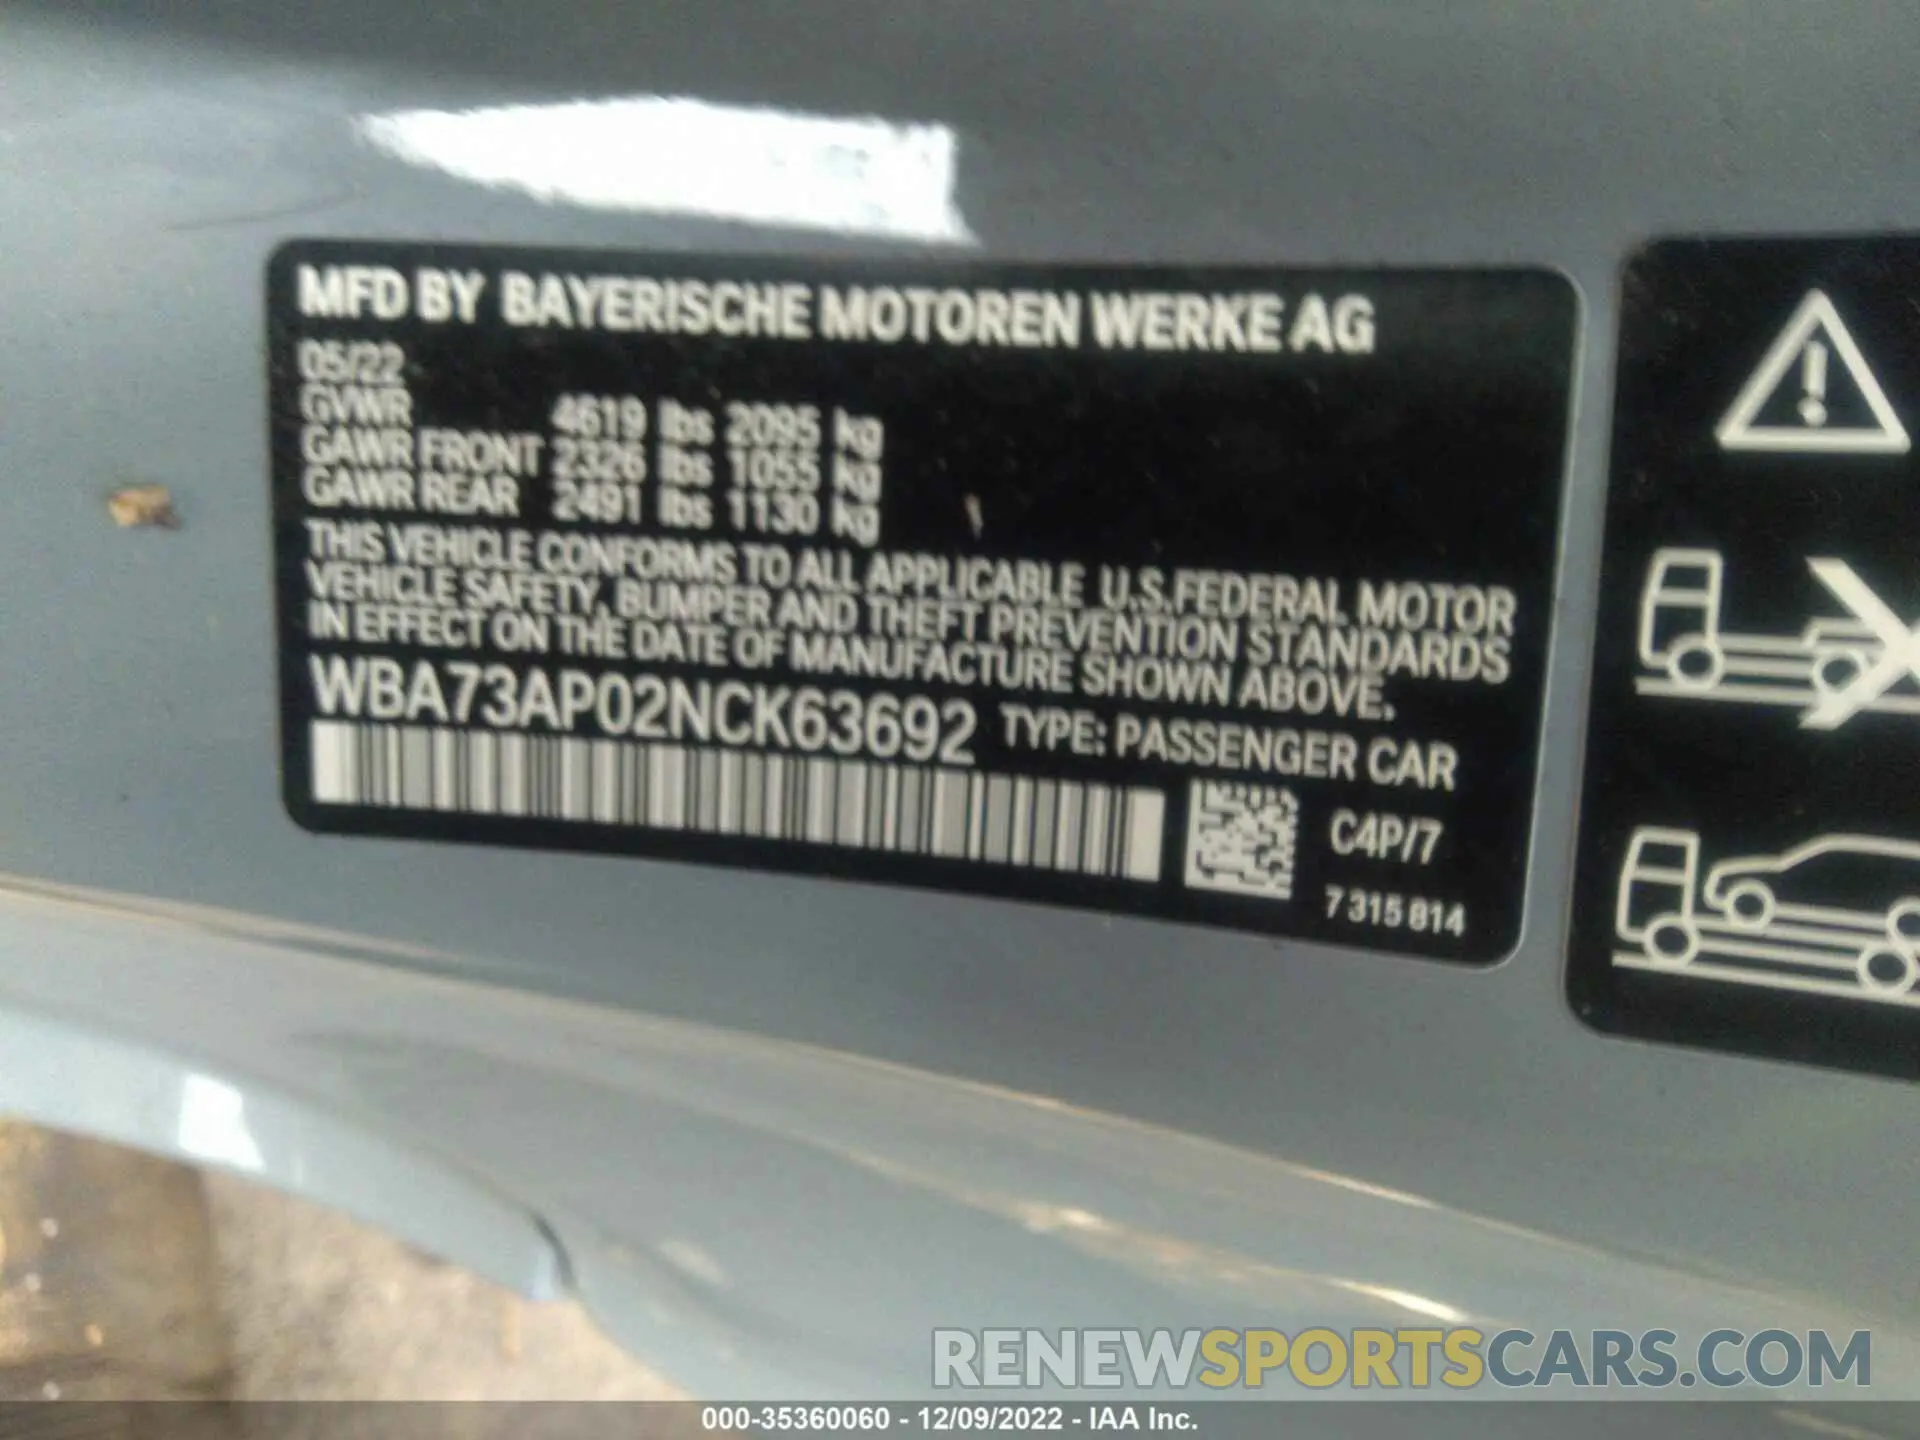 MFD BY BAYERISCHE MOTOREN WERKE AG
05/22
GVWR 4619 lbs 2095 kg
GAWR FRONT 2326 lbs 1055 kg
GAWR REAR 2491 lbs 1130 kg
THIS VEHICLE CONFORMS TO ALL APPLICABLE U.S.FEDERAL MOTOR
VEHICLE SAFETY, BUMPER AND THEFT PREVENTION STANDARDS
IN EFFECT ON THE DATE OF MANUFACTURE SHOWN ABOVE.
WBA73AP02NCK63692 TYPE: PASSENGER CAR
C4P/7
7 315 814
RENEWSPORTSCARS.COM
000-35360060 - 12/09/2022 - IAA Inc.